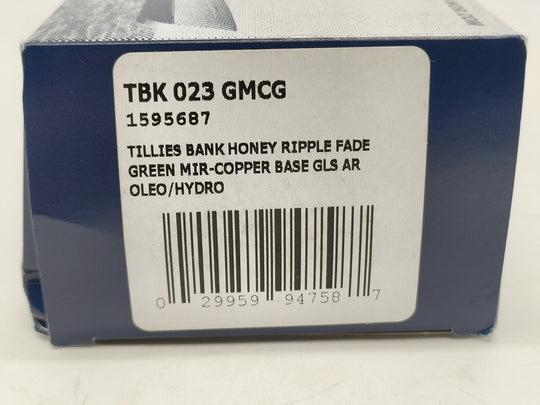 TBK 023 GMCG
1595687
TILLIES BANK HONEY RIPPLE FADE
GREEN MIR-COPPER BASE GLS AR
OLEO/HYDRO
0 29959 94758 7